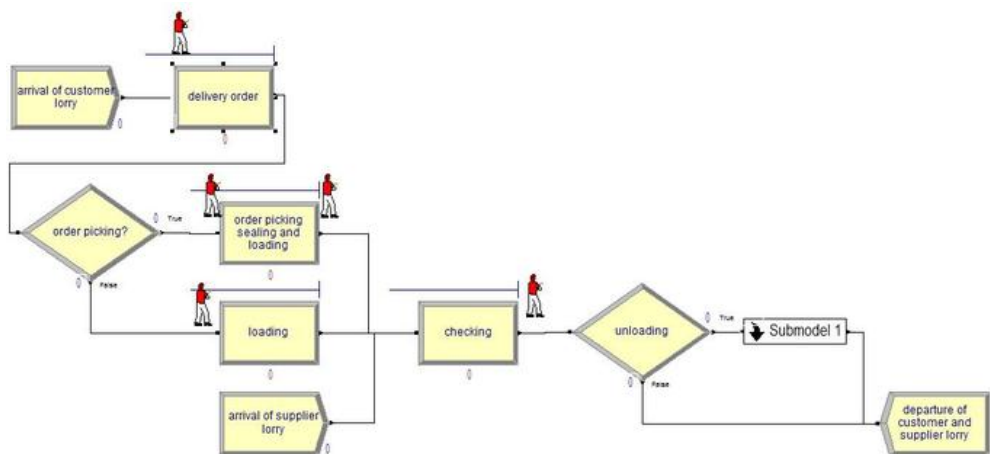 arrival of customer
lorry
0
delivery order
0
order picking?
0
True
0
False
order picking
sealing and
loading
0
loading
0
arrival of supplier
lorry
0
checking
0
unloading
0
True
0
False
Submodel 1
departure of
customer and
supplier lorry